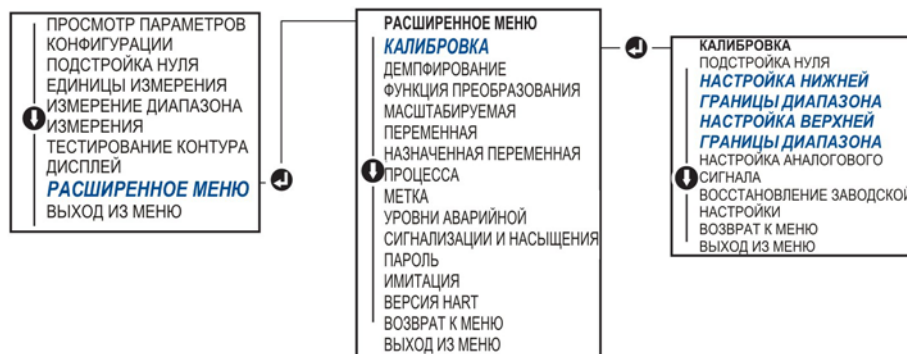 ПРОСМОТР ПАРАМЕТРОВ
КОНФИГУРАЦИИ
ПОДСТРОЙКА НУЛЯ
ЕДИНИЦЫ ИЗМЕРЕНИЯ
ИЗМЕРЕНИЕ ДИАПАЗОНА
ИЗМЕРЕНИЯ
ТЕСТИРОВАНИЕ КОНТУРА
ДИСПЛЕЙ
РАСШИРЕННОЕ МЕНЮ
ВЫХОД ИЗ МЕНЮ
РАСШИРЕННОЕ МЕНЮ
КАЛИБРОВКА
ДЕМПФИРОВАНИЕ
ФУНКЦИЯ ПРЕОБРАЗОВАНИЯ
МАСШТАБИРУЕМАЯ
ПЕРЕМЕННАЯ
НАЗНАЧЕННАЯ ПЕРЕМЕННАЯ
ПРОЦЕССА
МЕТКА
УРОВНИ АВАРИЙНОЙ
СИГНАЛИЗАЦИИ И НАСЫЩЕНИЯ
ПАРОЛЬ
ИМИТАЦИЯ
ВЕРСИЯ HART
ВОЗВРАТ К МЕНЮ
ВЫХОД ИЗ МЕНЮ
КАЛИБРОВКА
ПОДСТРОЙКА НУЛЯ
НАСТРОЙКА НИЖНЕЙ
ГРАНИЦЫ ДИАПАЗОНА
НАСТРОЙКА ВЕРХНЕЙ
ГРАНИЦЫ ДИАПАЗОНА
НАСТРОЙКА АНАЛОГОВОГО
СИГНАЛА
ВОССТАНОВЛЕНИЕ ЗАВОДСКОЙ
НАСТРОЙКИ
ВОЗВРАТ К МЕНЮ
ВЫХОД ИЗ МЕНЮ